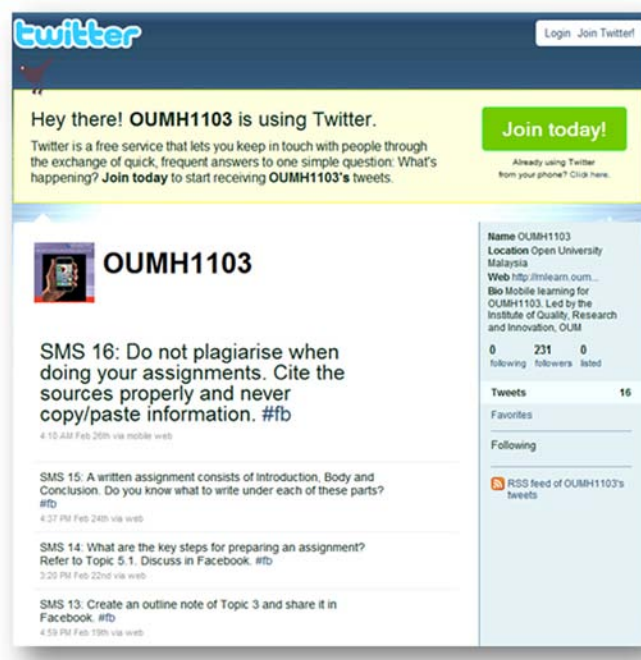 twitter
Login Join Twitter!
Hey there! OUMH1103 is using Twitter.
Twitter is a free service that lets you keep in touch with people through
the exchange of quick, frequent answers to one simple question: What's
happening? Join today to start receiving OUMH1103's tweets.
Join today!
Already using Twitter
from your phone? Click here.
OUMH1103
SMS 16: Do not plagiarise when
doing your assignments. Cite the
sources properly and never
copy/paste information. #fb
4:10 AM Feb 26th via mobile web
SMS 15: A written assignment consists of Introduction, Body and
Conclusion. Do you know what to write under each of these parts?
#fb
4:37 PM Feb 24th via web
SMS 14: What are the key steps for preparing an assignment?
Refer to Topic 5.1. Discuss in Facebook. #fb
3:20 PM Feb 22nd via web
SMS 13: Create an outline note of Topic 3 and share it in
Facebook. #fb
4:59 PM Feb 19th via web
Name OUMH1103
Location Open University
Malaysia
Web http://mlearn.oum...
Bio Mobile learning for
OUMH1103. Led by the
Institute of Quality, Research
and Innovation, OUM
0 231 0
following followers listed
Tweets 16
Favorites
Following
RSS feed of OUMH1103's
tweets